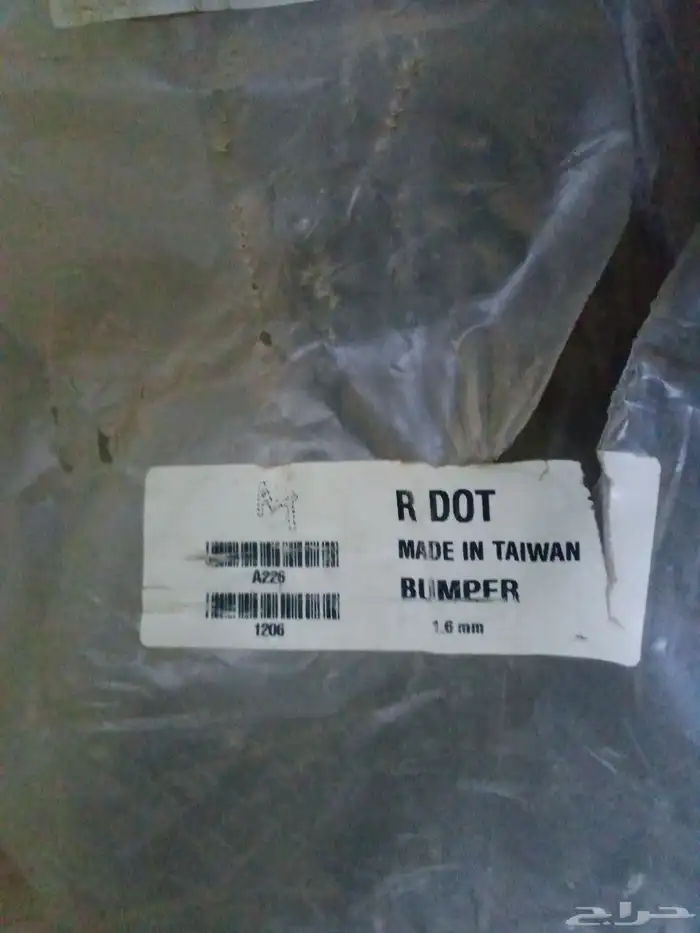 M
R DOT
A226
MADE IN TAIWAN
1206
BUMPER
1.6 mm
حراج